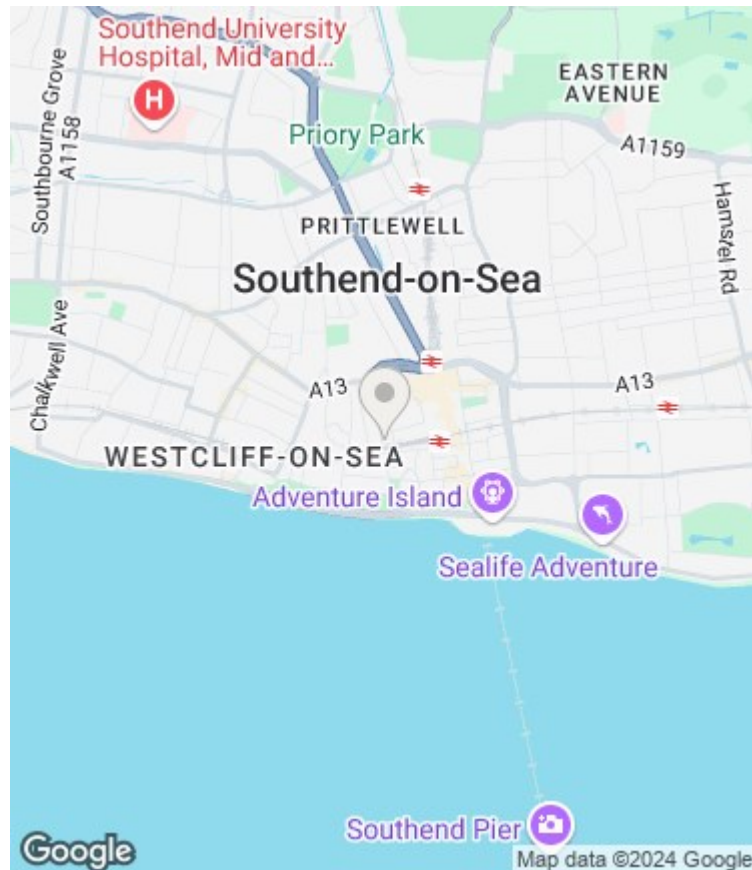 Southend University
Hospital, Mid and...
H
EASTERN
AVENUE
Southbourne Grove
A1158
Priory Park
A1159
PRITTLEWELL
Hamstel Rd
Southend-on-Sea
Chalkwell Ave
A13
A13
WESTCLIFF-ON-SEA
Adventure Island
Sealife Adventure
Southend Pier
Google
Map data ©2024 Google